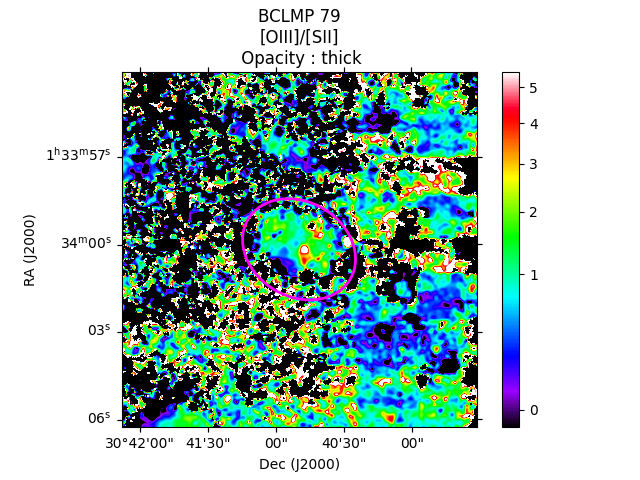 BCLMP 79
[OIII]/[SII]
Opacity : thick
1ʰ33ᵐ57ˢ
34ᵐ00ˢ
03ˢ
06ˢ
RA (J2000)
30°42'00" 41'30" 00" 40'30" 00"
Dec (J2000)
5
4
3
2
1
0